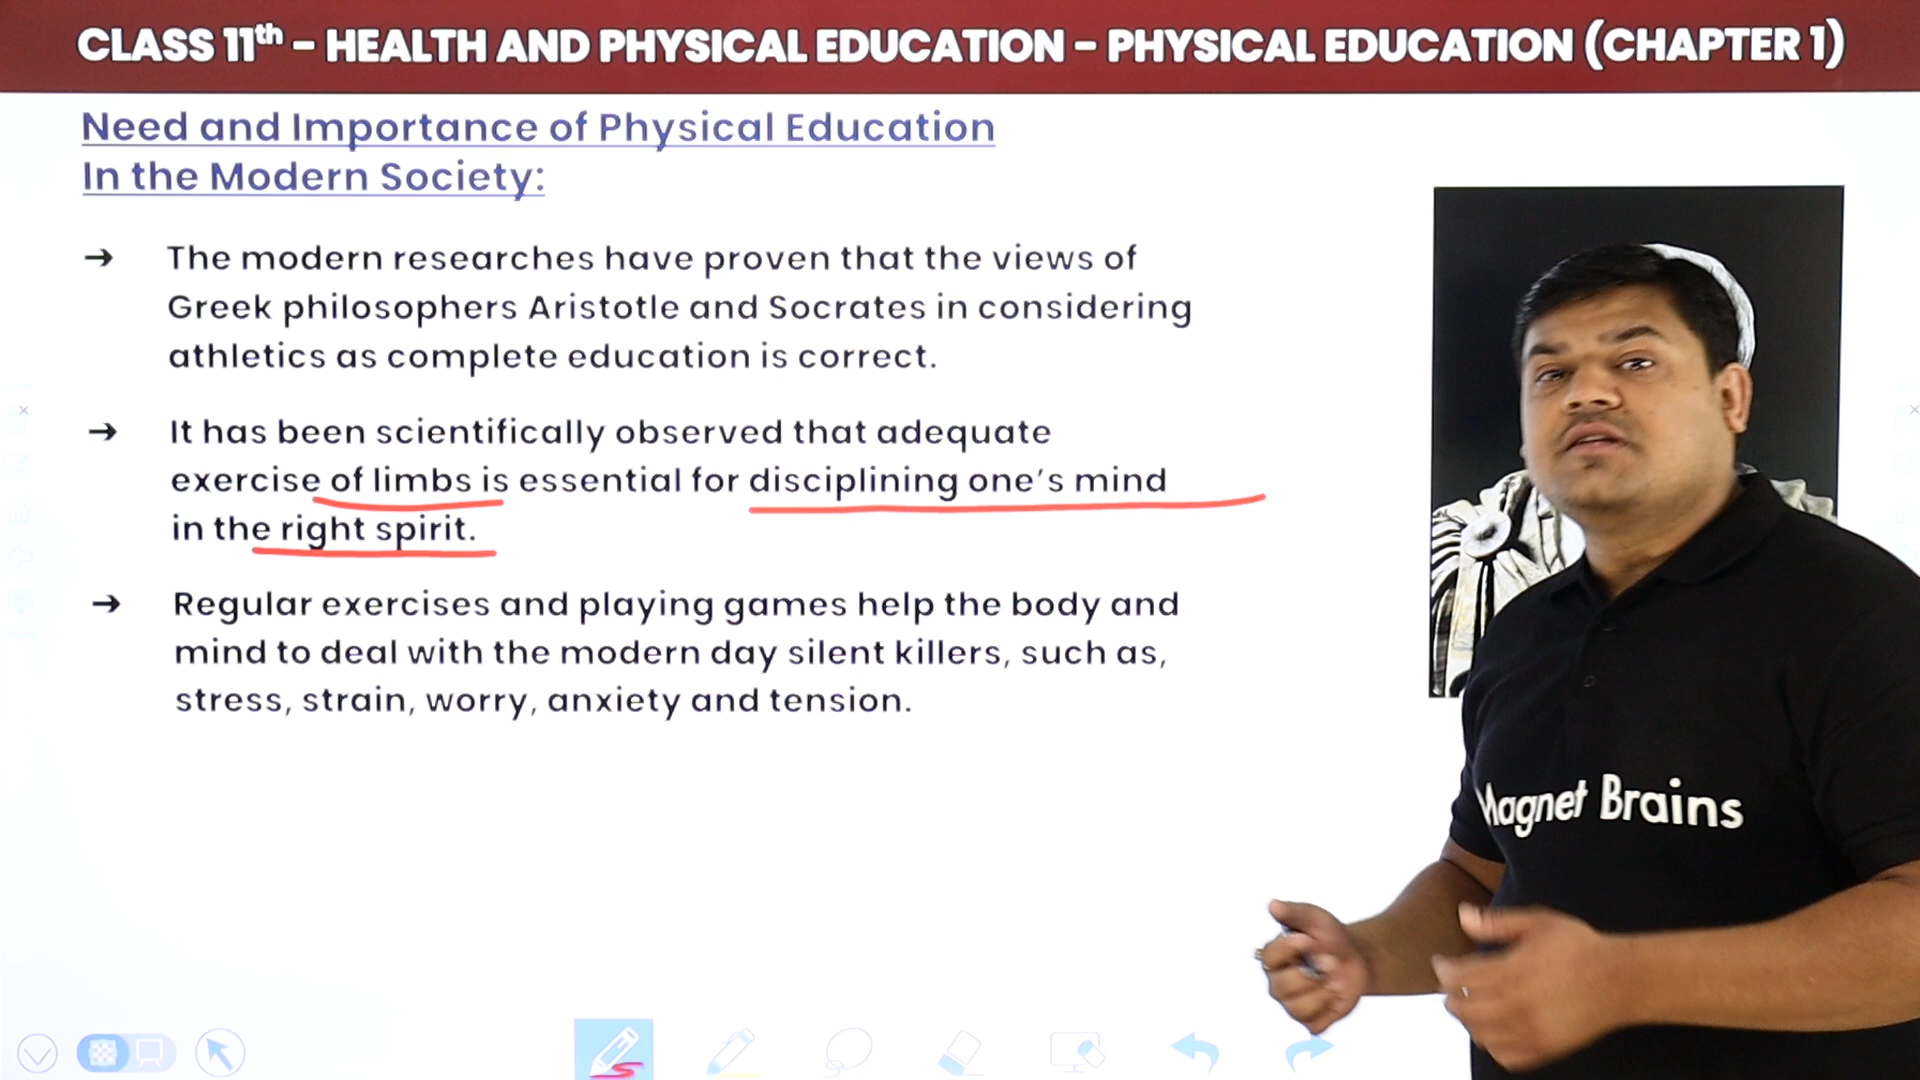 CLASS 11th – HEALTH AND PHYSICAL EDUCATION – PHYSICAL EDUCATION (CHAPTER 1)
Need and Importance of Physical Education
In the Modern Society:
→ The modern researches have proven that the views of
Greek philosophers Aristotle and Socrates in considering
athletics as complete education is correct.
→ It has been scientifically observed that adequate
exercise of limbs is essential for disciplining one's mind
in the right spirit.
→ Regular exercises and playing games help the body and
mind to deal with the modern day silent killers, such as,
stress, strain, worry, anxiety and tension.
Magnet Brains